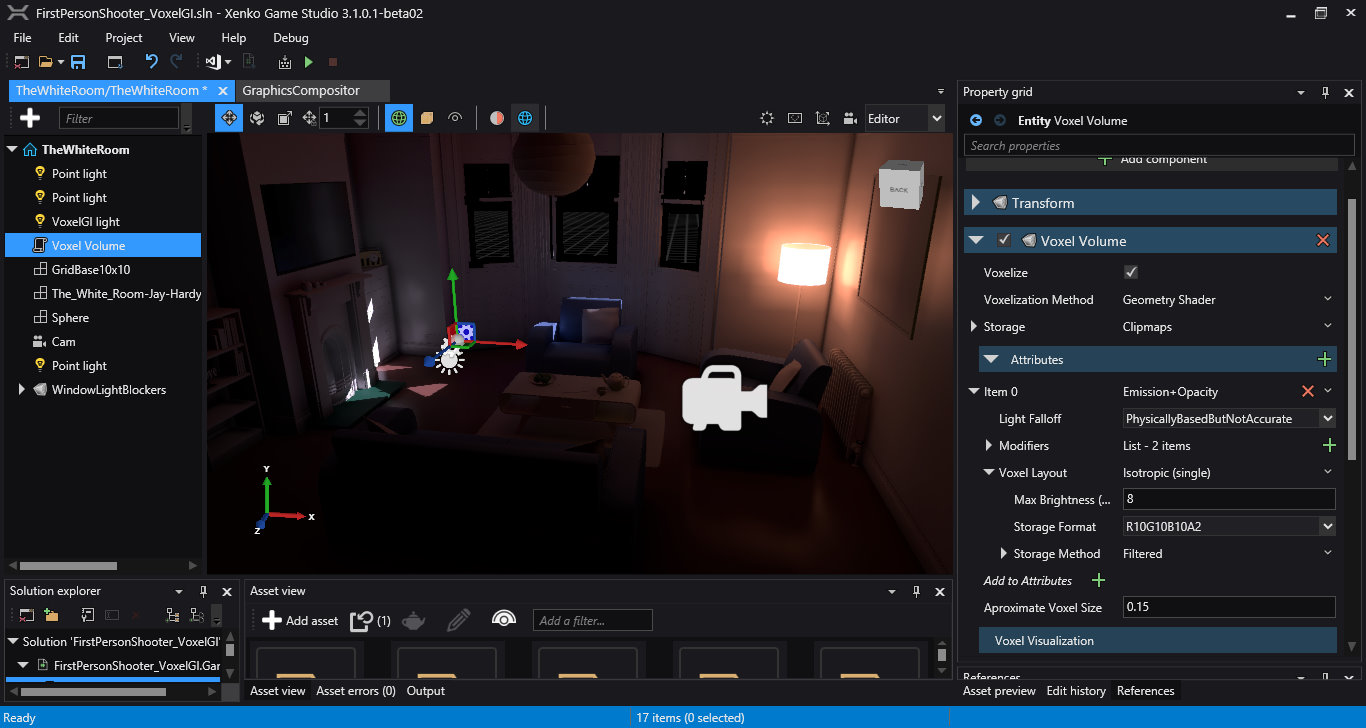 FirstPersonShooter_VoxelGI.sln - Xenko Game Studio 3.1.0.1-beta02
File Edit Project View Help Debug
TheWhiteRoom/TheWhiteRoom *
GraphicsCompositor
Filter
1
Editor
TheWhiteRoom
Point light
Point light
VoxelGI light
Voxel Volume
GridBase10x10
The_White_Room-Jay-Hardy
Sphere
Cam
Point light
WindowLightBlockers
BACK
Y
X
Z
Property grid
Entity Voxel Volume
Search properties
Add component
Transform
Voxel Volume
Voxelize
Voxelization Method Geometry Shader
Storage Clipmaps
Attributes
Item 0 Emission+Opacity
Light Falloff PhysicallyBasedButNotAccurate
Modifiers List - 2 items
Voxel Layout Isotropic (single)
Max Brightness (... 8
Storage Format R10G10B10A2
Storage Method Filtered
Add to Attributes
Aproximate Voxel Size 0.15
Voxel Visualization
References
Asset preview Edit history References
Solution explorer
Solution 'FirstPersonShooter_VoxelGI'
FirstPersonShooter_VoxelGI.Gar
Asset view
Add asset (1) Add a filter...
Asset view Asset errors (0) Output
Ready 17 items (0 selected)